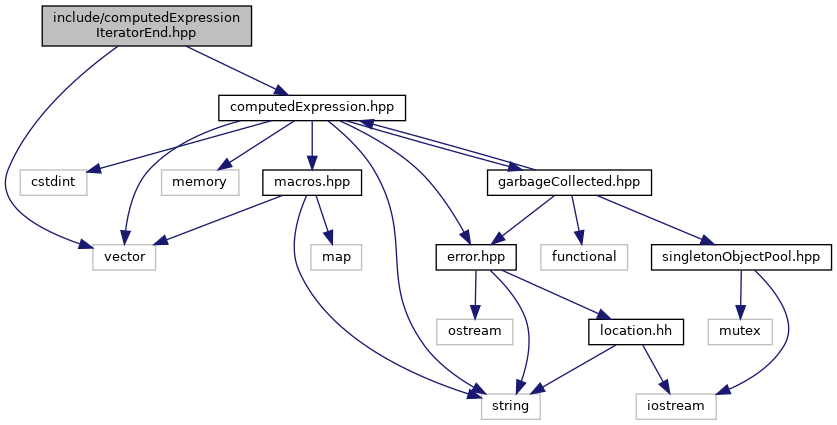 include/computedExpression
IteratorEnd.hpp
computedExpression.hpp
cstdint
memory
macros.hpp
garbageCollected.hpp
vector
map
error.hpp
functional
singletonObjectPool.hpp
ostream
location.hh
mutex
string
iostream